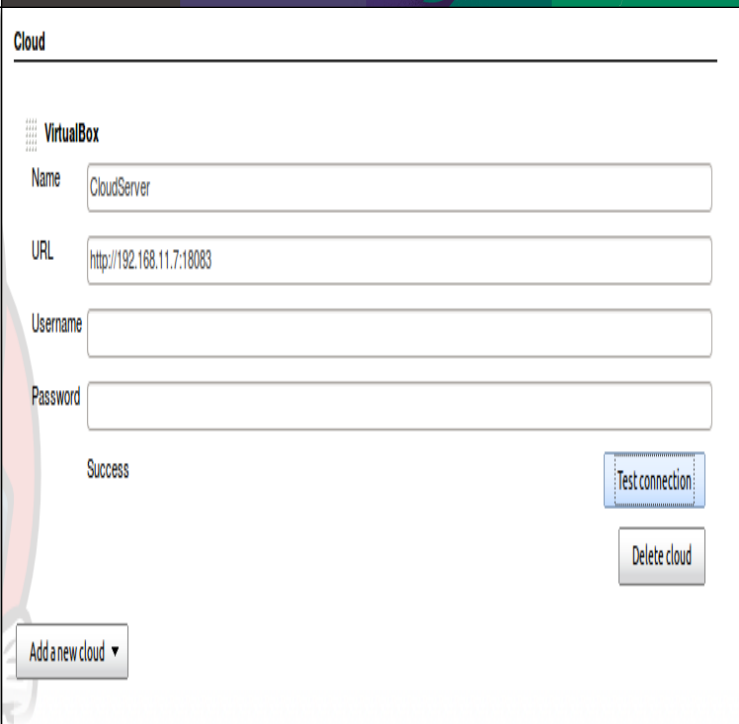 Cloud
VirtualBox
Name
CloudServer
URL
http://192.168.11.7:18083
Username
Password
Success
Test connection
Delete cloud
Add a new cloud ▼